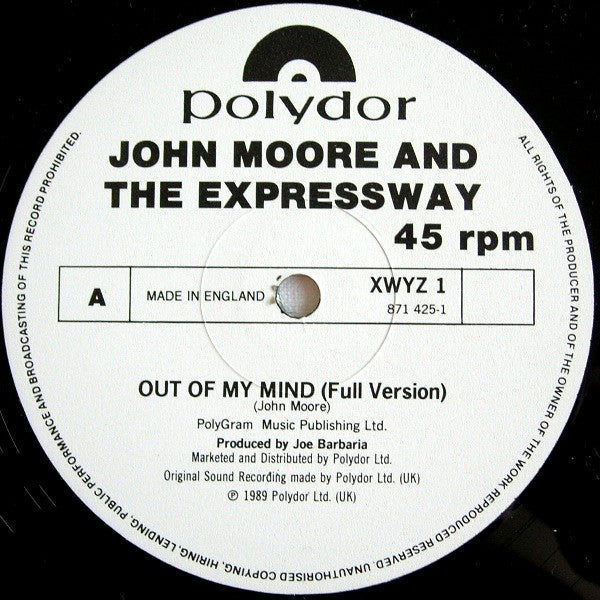 polydor
JOHN MOORE AND
THE EXPRESSWAY
45 rpm
A
MADE IN ENGLAND
XWYZ 1
871 425-1
OUT OF MY MIND (Full Version)
(John Moore)
PolyGram Music Publishing Ltd.
Produced by Joe Barbaria
Marketed and Distributed by Polydor Ltd.
Original Sound Recording made by Polydor Ltd. (UK)
℗ 1989 Polydor Ltd. (UK)
ALL RIGHTS OF THE PRODUCER AND OF THE OWNER OF THE WORK REPRODUCED RESERVED. UNAUTHORISED COPYING, HIRING, LENDING, PUBLIC PERFORMANCE AND BROADCASTING OF THIS RECORD PROHIBITED.